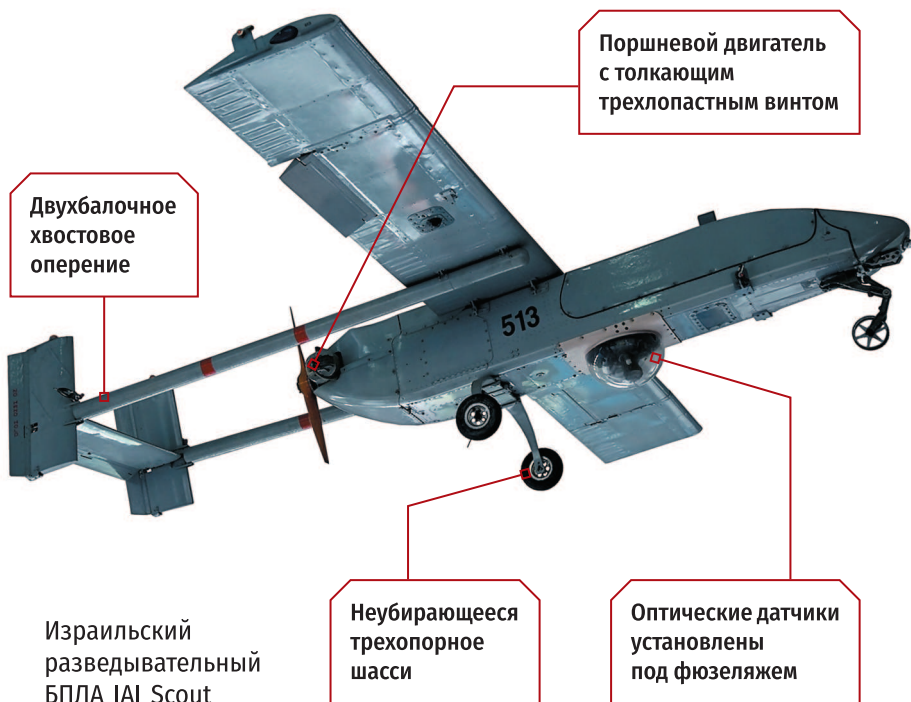 Поршневой двигатель
с толкающим
трехлопастным винтом
Двухбалочное
хвостовое
оперение
513
Неубирающееся
трехопорное
шасси
Оптические датчики
установлены
под фюзеляжем
Израильский
разведывательный
БПЛА IAI Scout